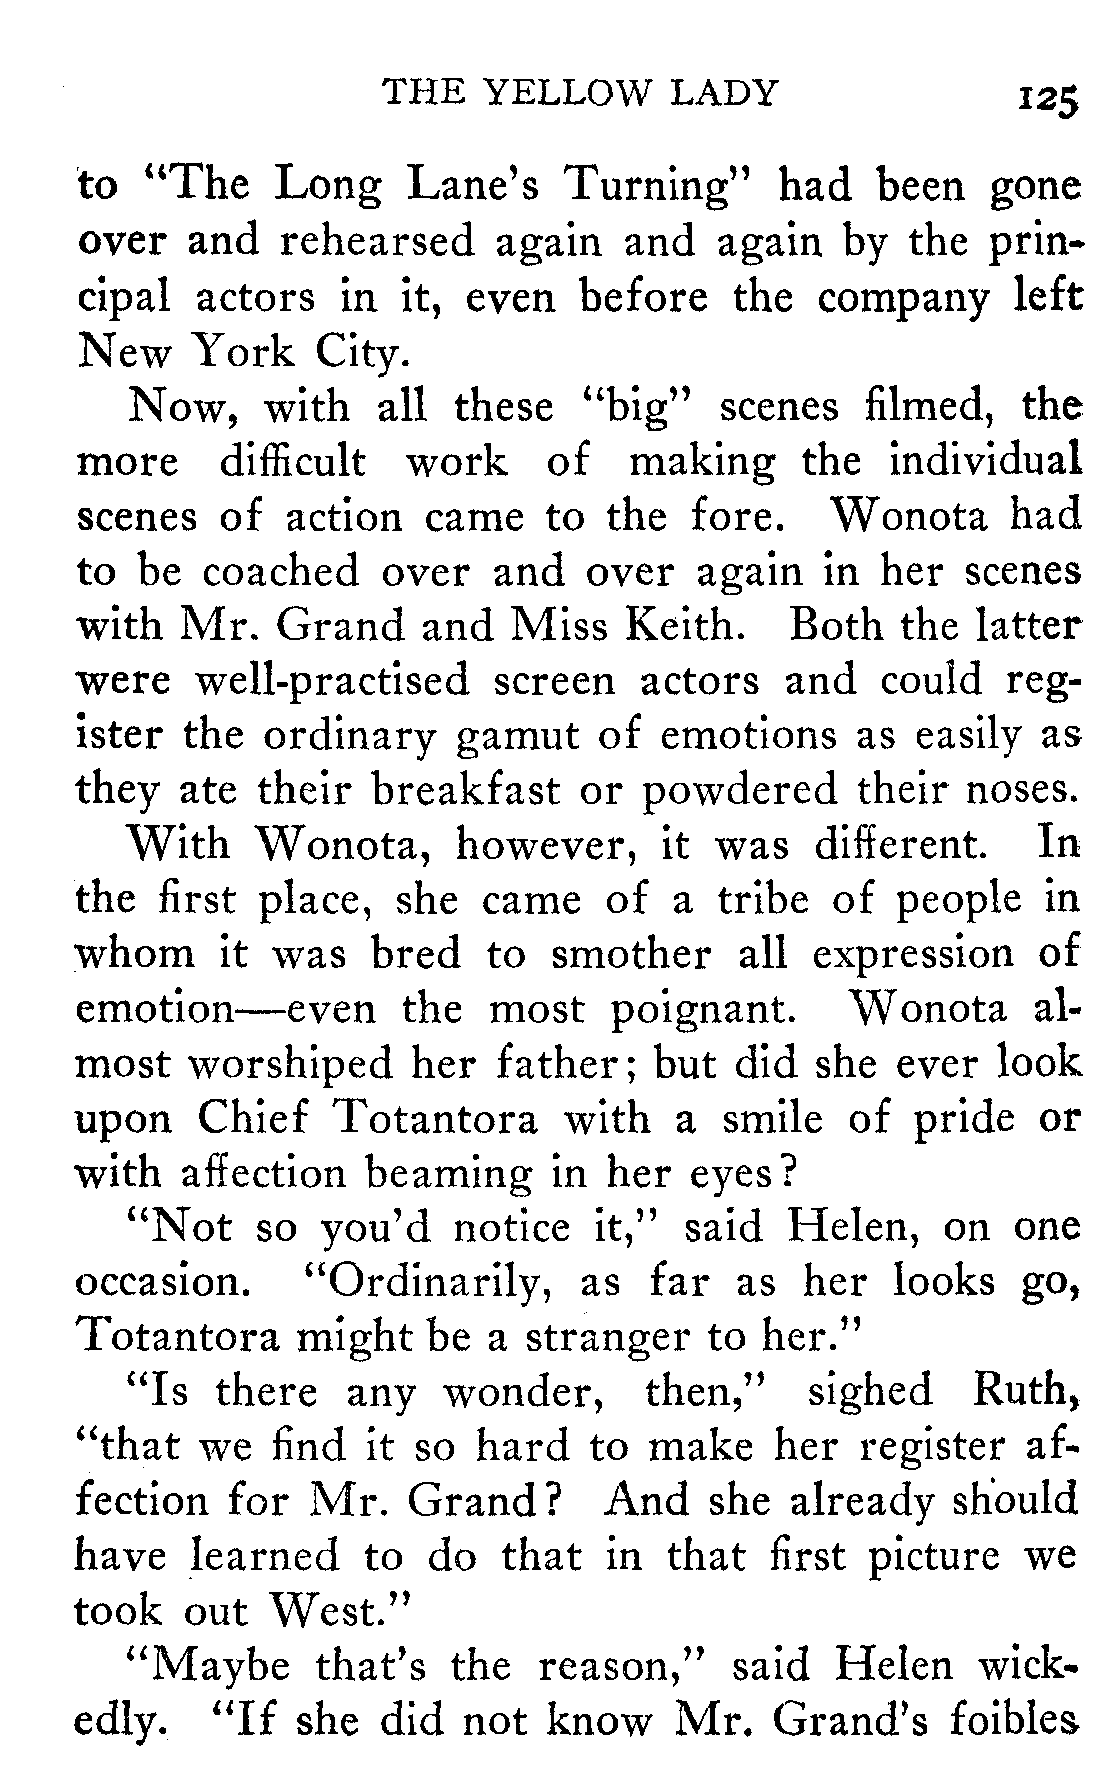 THE YELLOW LADY 125
to “The Long Lane’s Turning” had been gone
over and rehearsed again and again by the prin-
cipal actors in it, even before the company left
New York City.
Now, with all these “big” scenes filmed, the
more difficult work of making the individual
scenes of action came to the fore. Wonota had
to be coached over and over again in her scenes
with Mr. Grand and Miss Keith. Both the latter
were well-practised screen actors and could reg-
ister the ordinary gamut of emotions as easily as
they ate their breakfast or powdered their noses.
With Wonota, however, it was different. In
the first place, she came of a tribe of people in
whom it was bred to smother all expression of
emotion—even the most poignant. Wonota al-
most worshiped her father; but did she ever look
upon Chief Totantora with a smile of pride or
with affection beaming in her eyes?
“Not so you’d notice it,” said Helen, on one
occasion. “Ordinarily, as far as her looks go,
Totantora might be a stranger to her.”
“Is there any wonder, then,” sighed Ruth,
“that we find it so hard to make her register af-
fection for Mr. Grand? And she already should
have learned to do that in that first picture we
took out West.”
“Maybe that’s the reason,” said Helen wick-
edly. “If she did not know Mr. Grand’s foibles